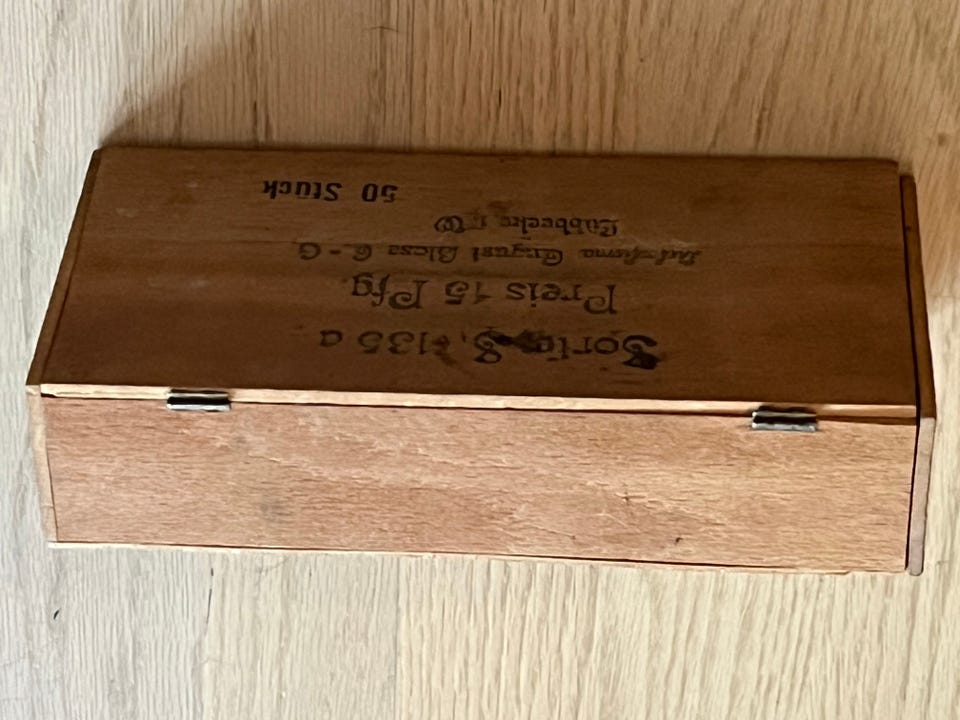 Sorte S. 135 a
Preis 15 Pfg.
August Blase
Lübbecke i/W
50 Stück